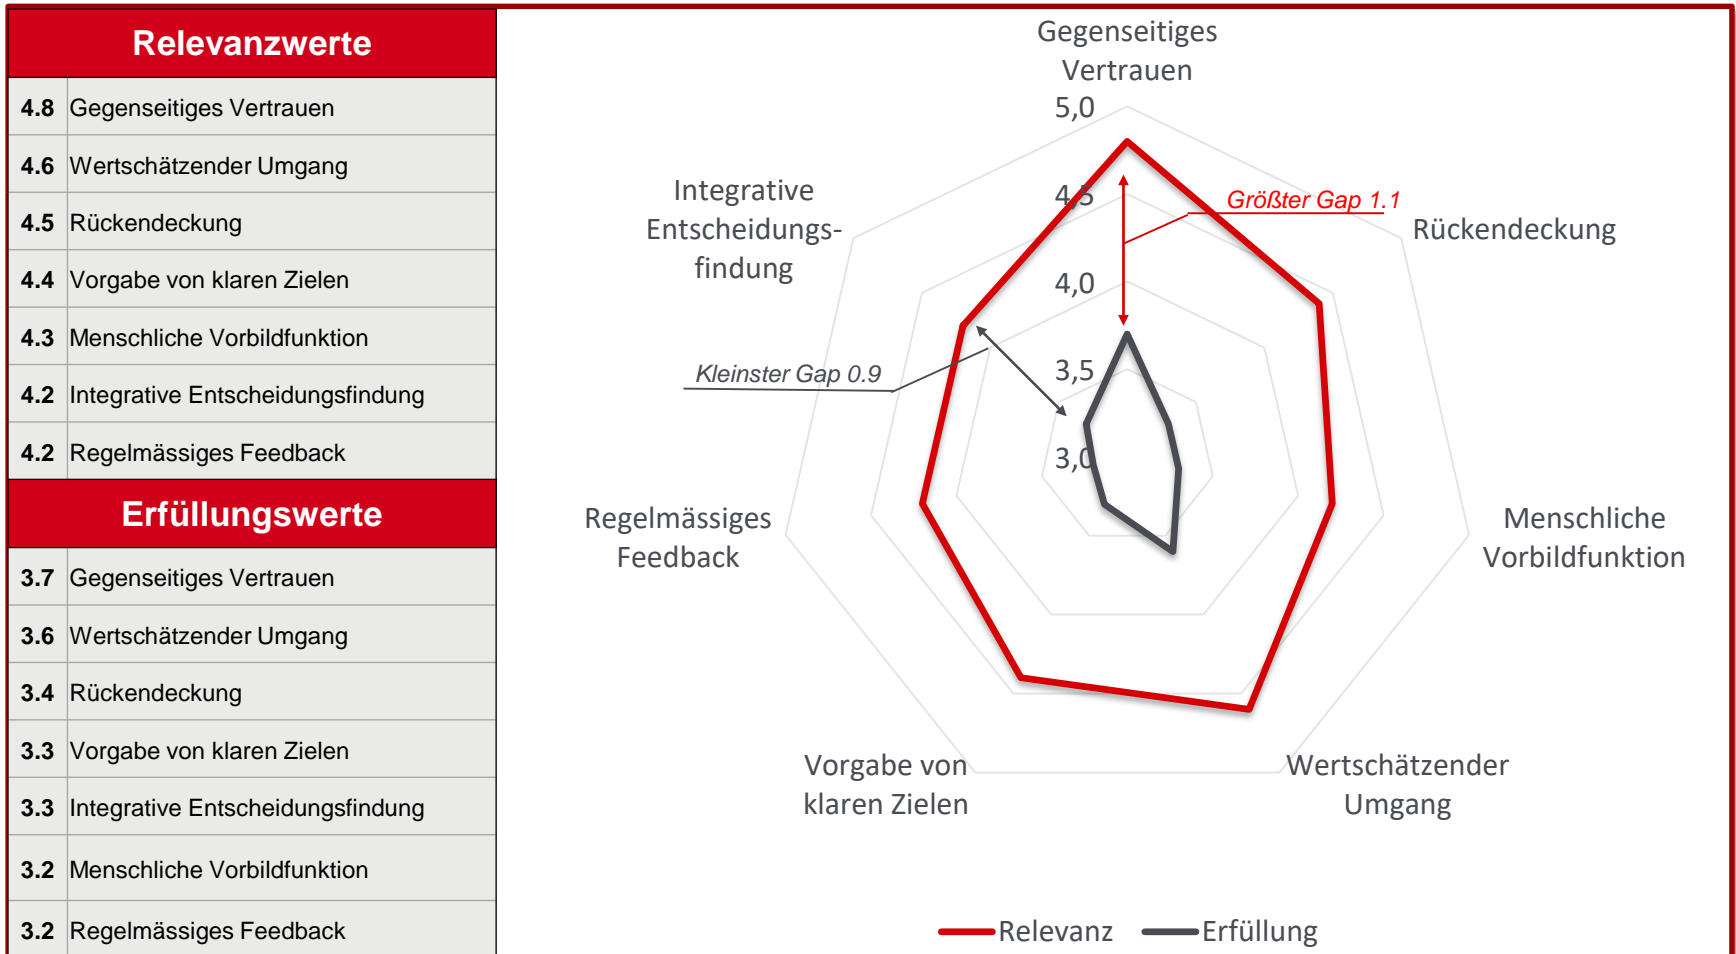 Relevanzwerte
4.8 Gegenseitiges Vertrauen
4.6 Wertschätzender Umgang
4.5 Rückendeckung
4.4 Vorgabe von klaren Zielen
4.3 Menschliche Vorbildfunktion
4.2 Integrative Entscheidungsfindung
4.2 Regelmässiges Feedback
Erfüllungswerte
3.7 Gegenseitiges Vertrauen
3.6 Wertschätzender Umgang
3.4 Rückendeckung
3.3 Vorgabe von klaren Zielen
3.3 Integrative Entscheidungsfindung
3.2 Menschliche Vorbildfunktion
3.2 Regelmässiges Feedback
Gegenseitiges
Vertrauen
5,0
4,5
4,0
3,5
3,0
Größter Gap 1.1
Rückendeckung
Integrative
Entscheidungs-
findung
Kleinster Gap 0.9
Regelmässiges
Feedback
Menschliche
Vorbildfunktion
Vorgabe von
klaren Zielen
Wertschätzender
Umgang
Relevanz
Erfüllung